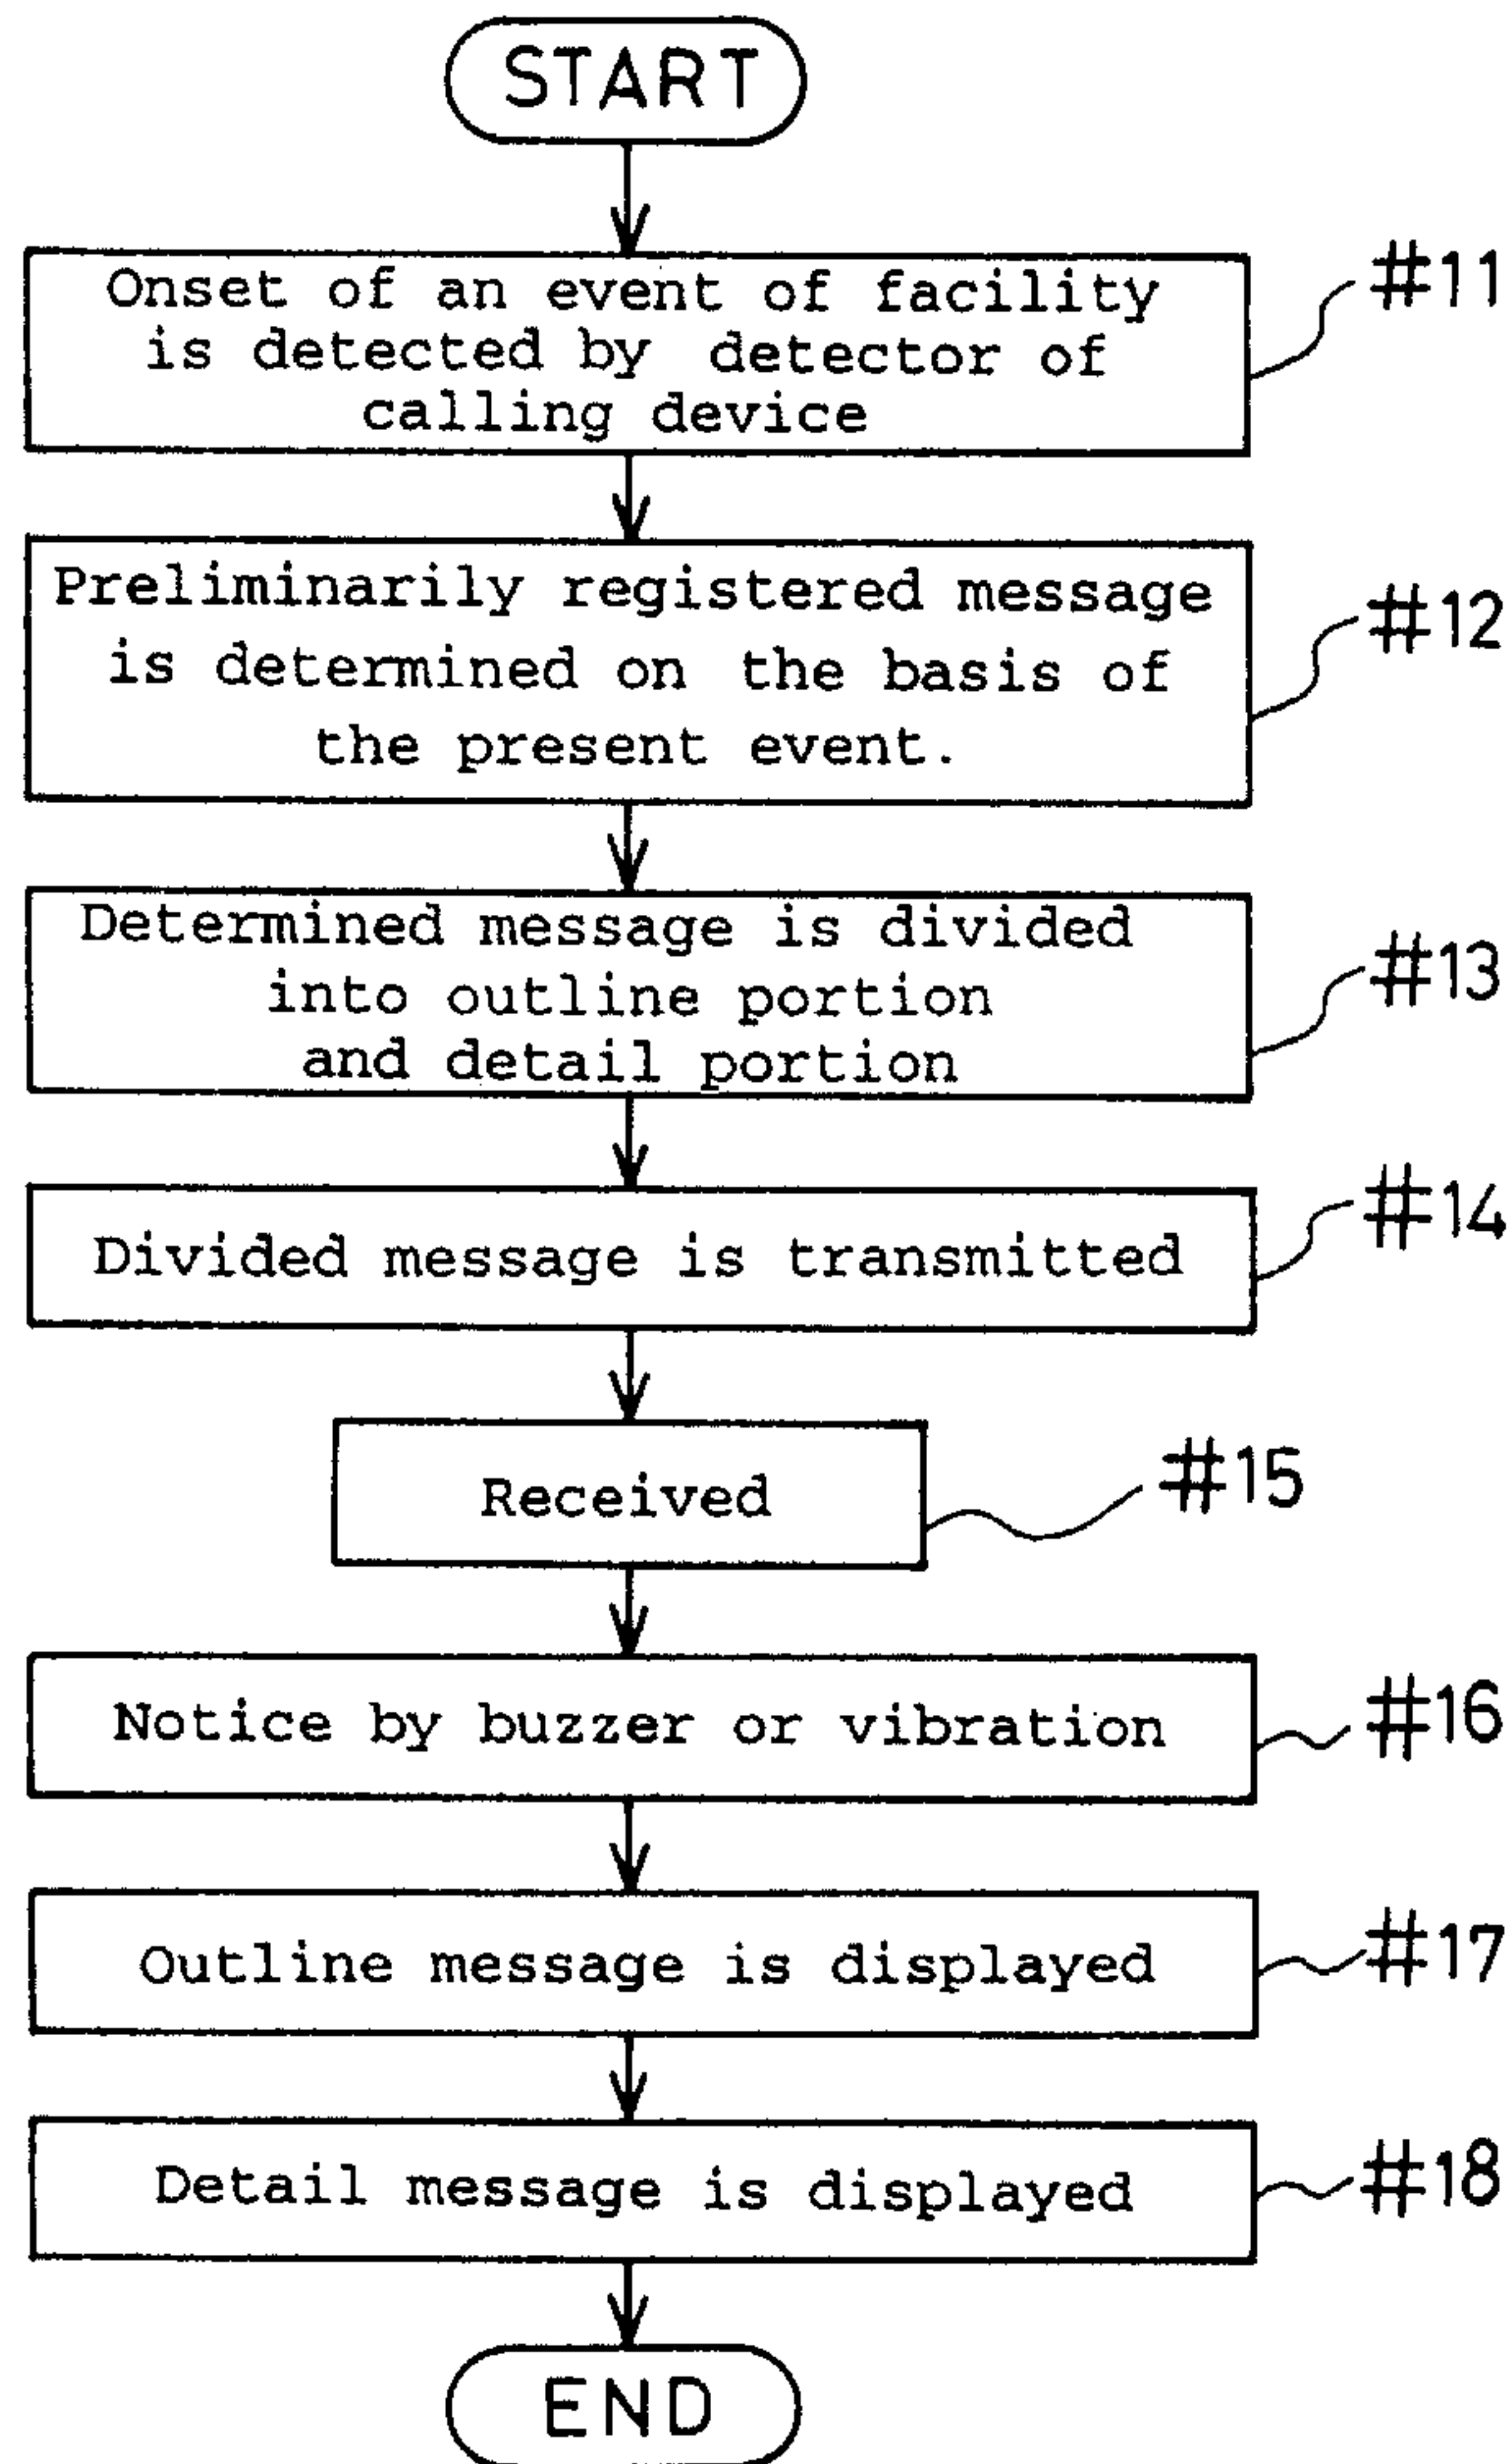 START
Onset of an event of facility
is detected by detector of
calling device
#11
Preliminarily registered message
is determined on the basis of
the present event.
#12
Determined message is divided
into outline portion
and detail portion
#13
Divided message is transmitted
#14
Received
#15
Notice by buzzer or vibration
#16
Outline message is displayed
#17
Detail message is displayed
#18
END